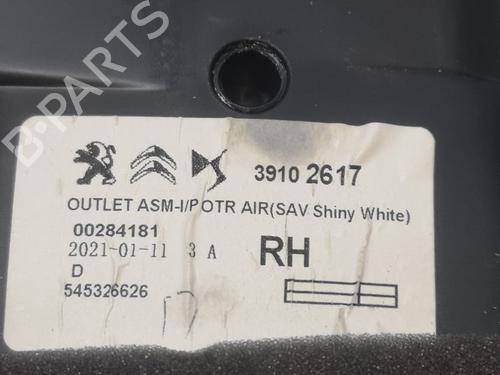 B-PARTS
3910 2617
OUTLET ASM-I/POTR AIR(SAV Shiny White)
00284181
2021-01-11 3 A
RH
D
545326626